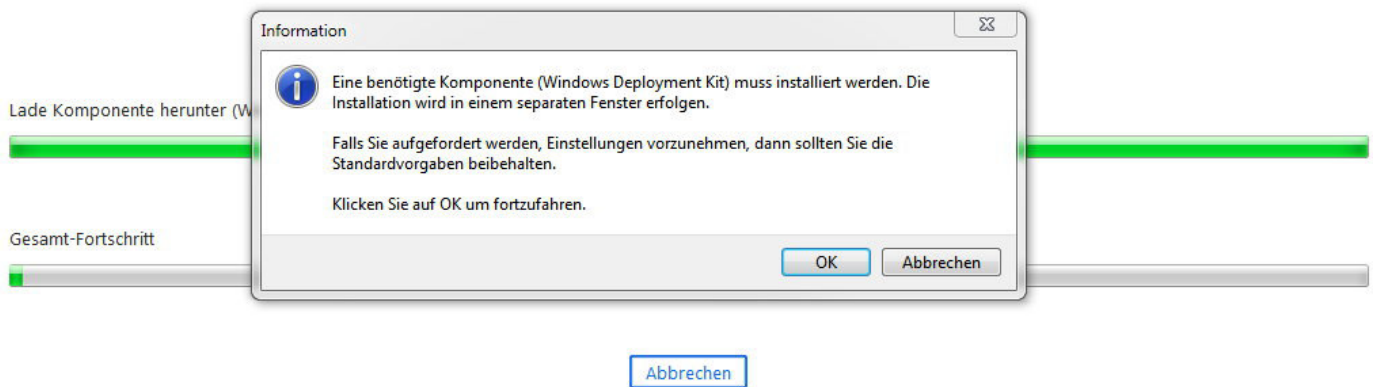 Information
Eine benötigte Komponente (Windows Deployment Kit) muss installiert werden. Die
Installation wird in einem separaten Fenster erfolgen.
Falls Sie aufgefordert werden, Einstellungen vorzunehmen, dann sollten Sie die
Standardvorgaben beibehalten.
Klicken Sie auf OK um fortzufahren.
OK
Abbrechen
Lade Komponente herunter (W
Gesamt-Fortschritt
Abbrechen